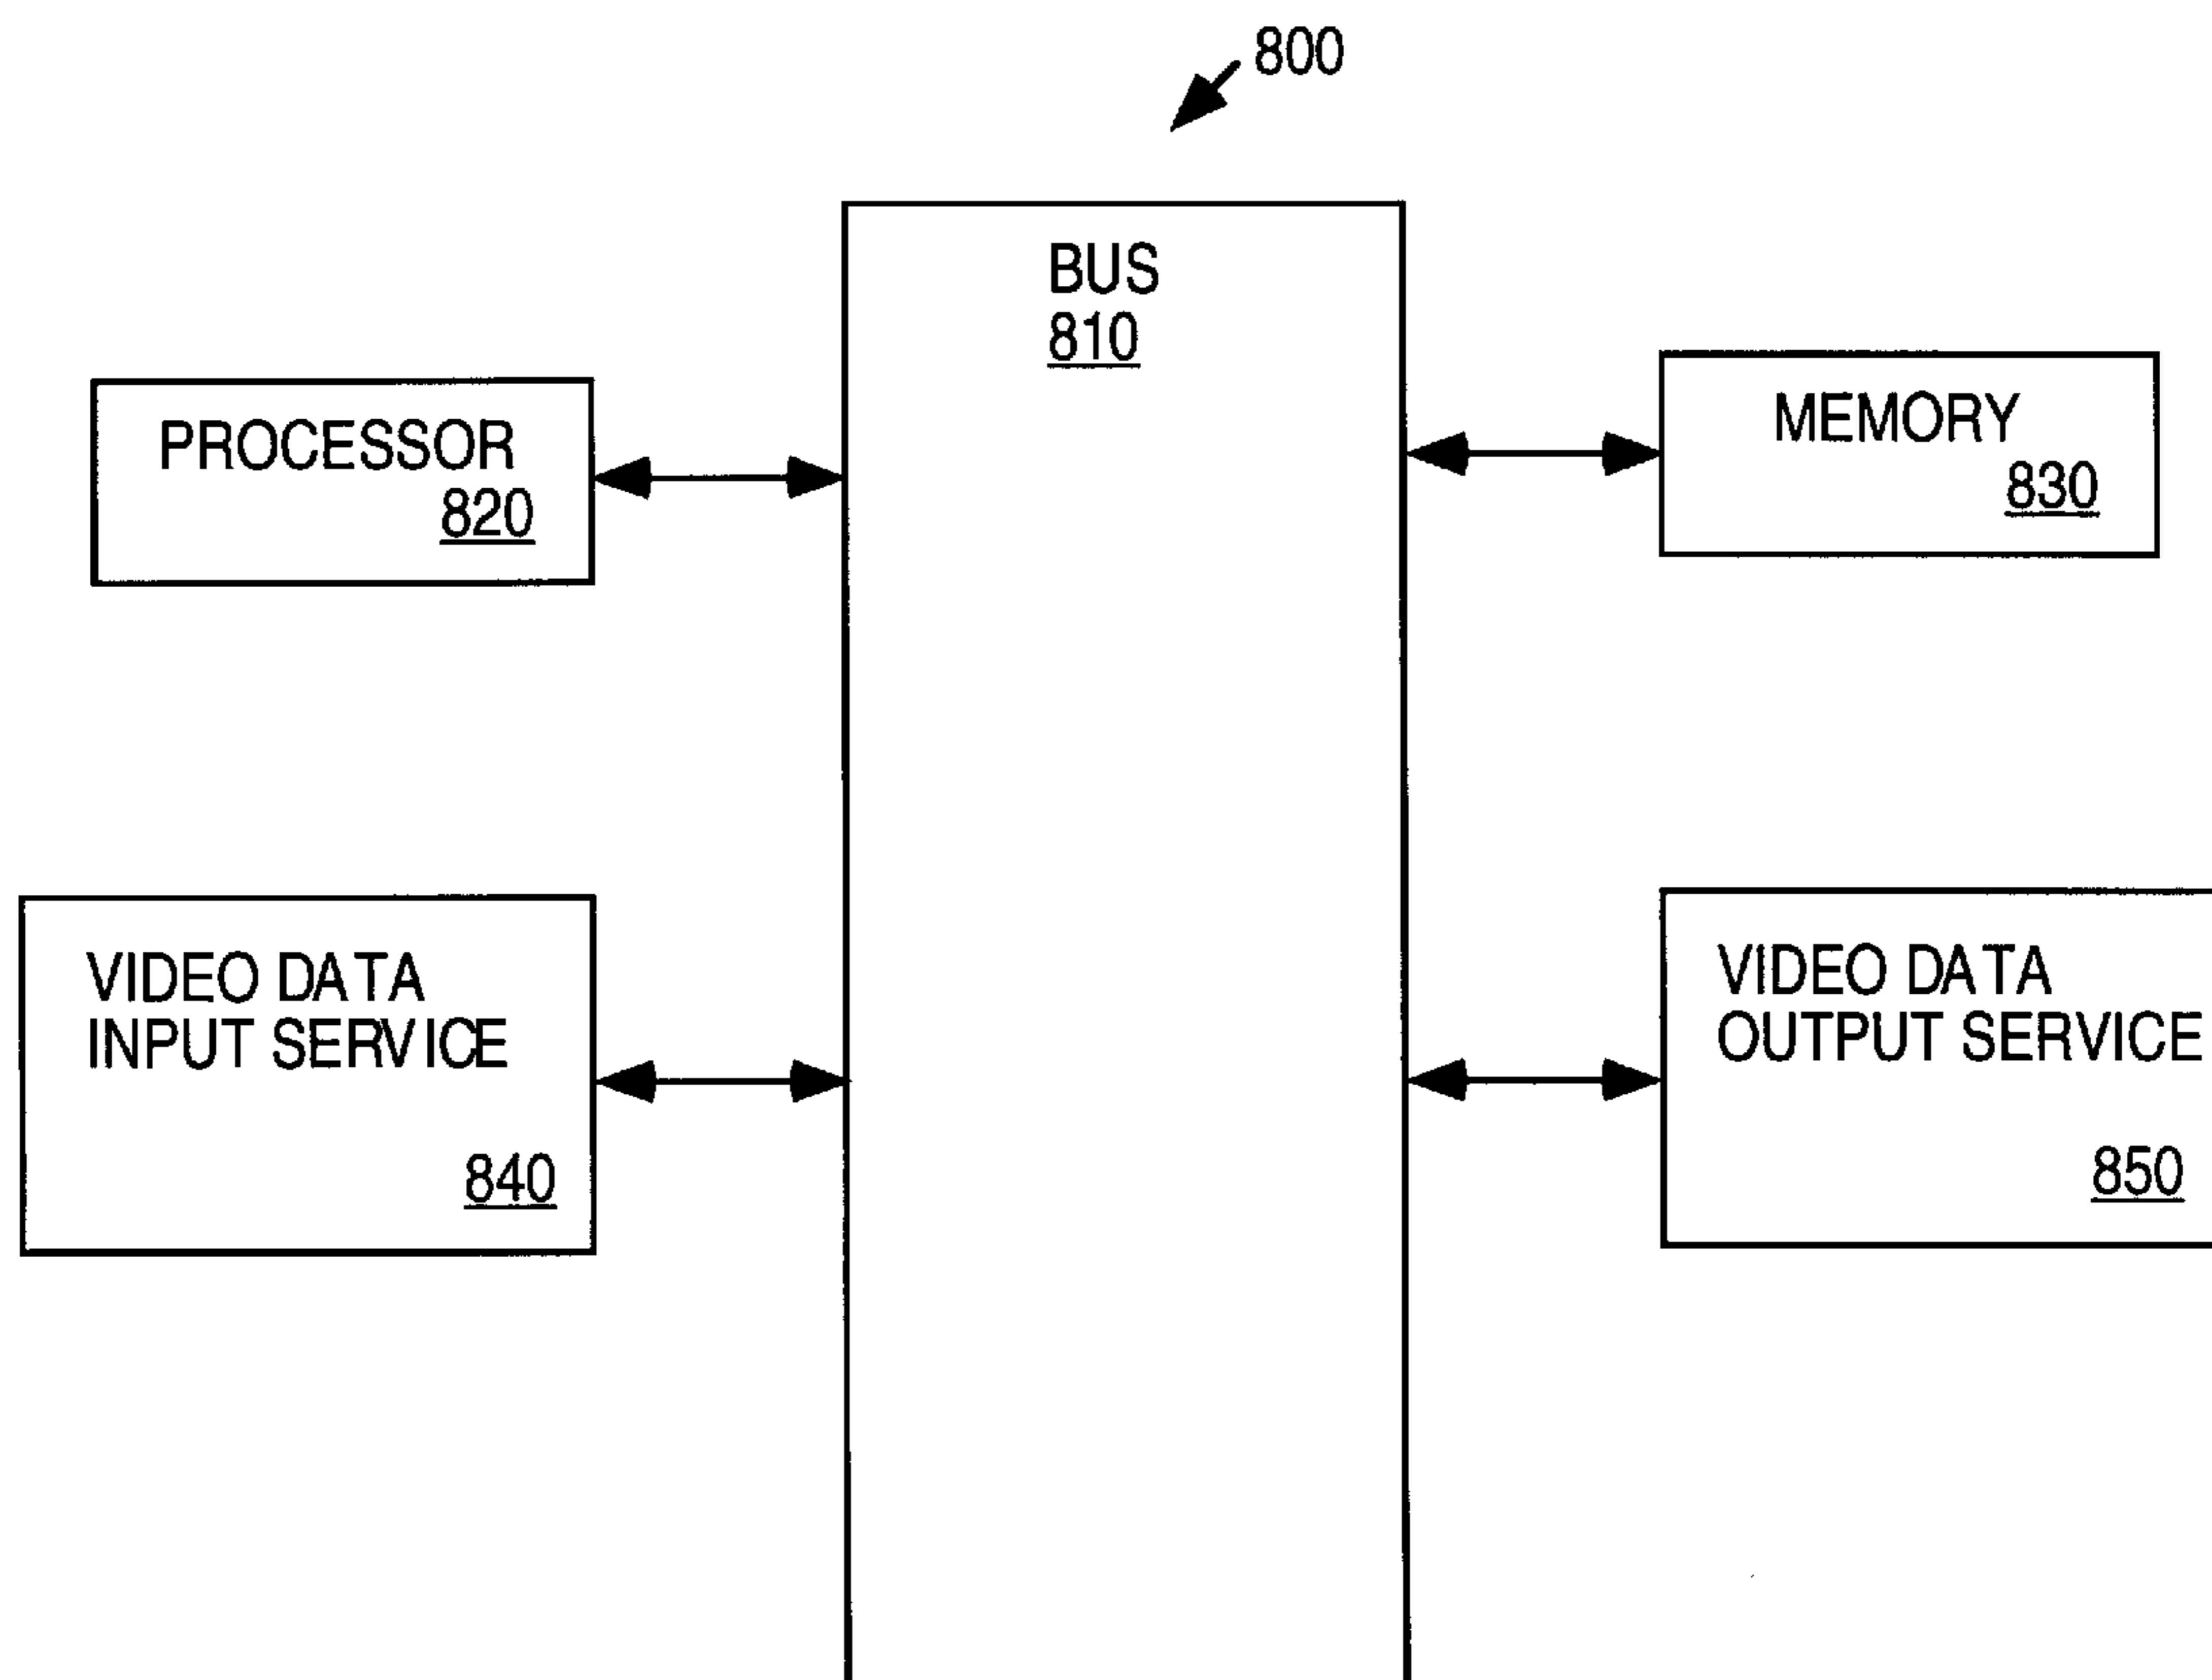 800
BUS
810
PROCESSOR
820
MEMORY
830
VIDEO DATA
INPUT SERVICE
840
VIDEO DATA
OUTPUT SERVICE
850